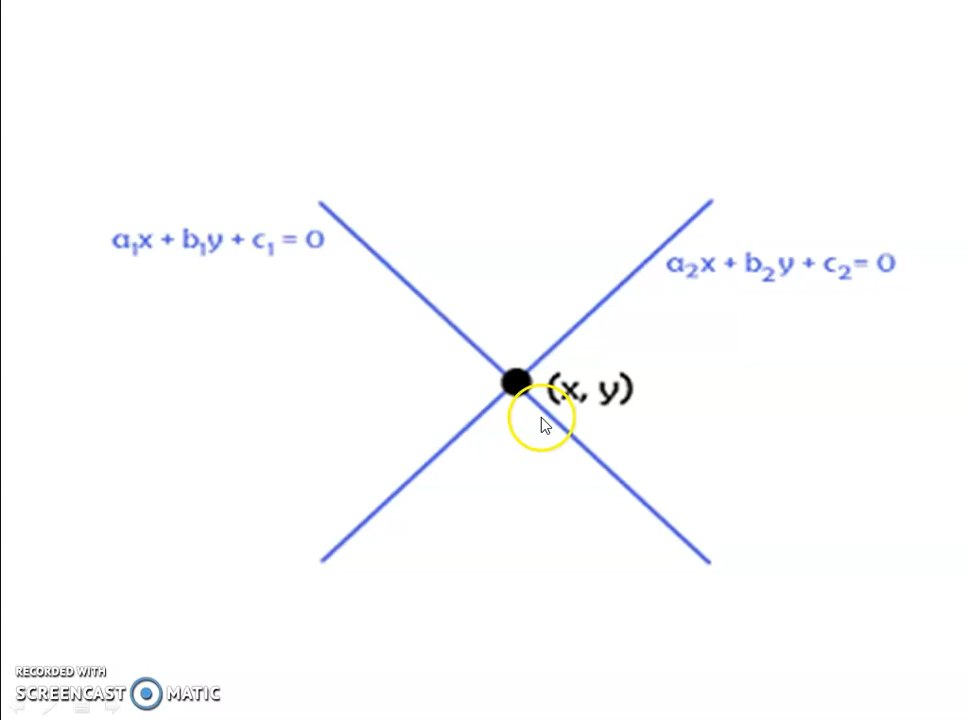 a₁x + b₁y + c₁ = 0
a₂x + b₂y + c₂= 0
(x, y)
RECORDED WITH
SCREENCAST MATIC